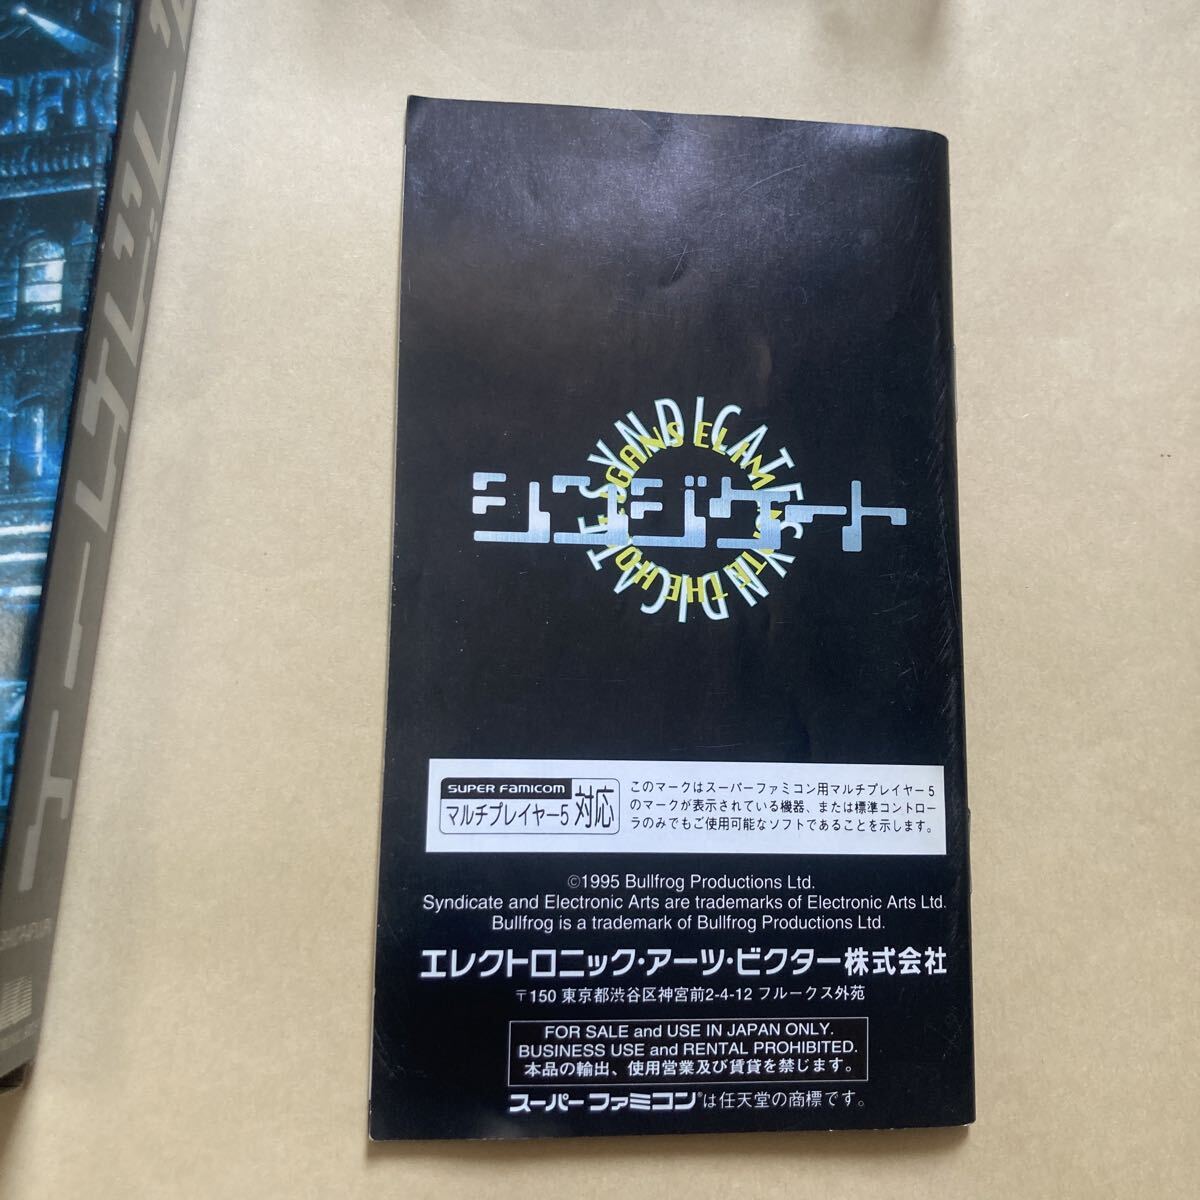 SYNDICATE SYNDICATE
シンジケート
SUPER FAMICOM
マルチプレイヤー5 対応
このマークはスーパーファミコン用マルチプレイヤー5
のマークが表示されている機器、または標準コントロー
ラのみでもご使用可能なソフトであることを示します。
©1995 Bullfrog Productions Ltd.
Syndicate and Electronic Arts are trademarks of Electronic Arts Ltd.
Bullfrog is a trademark of Bullfrog Productions Ltd.
エレクトロニック・アーツ・ビクター株式会社
〒150 東京都渋谷区神宮前2-4-12 フルークス外苑
FOR SALE and USE IN JAPAN ONLY.
BUSINESS USE and RENTAL PROHIBITED.
本品の輸出、使用営業及び賃貸を禁じます。
スーパーファミコン®は任天堂の商標です。